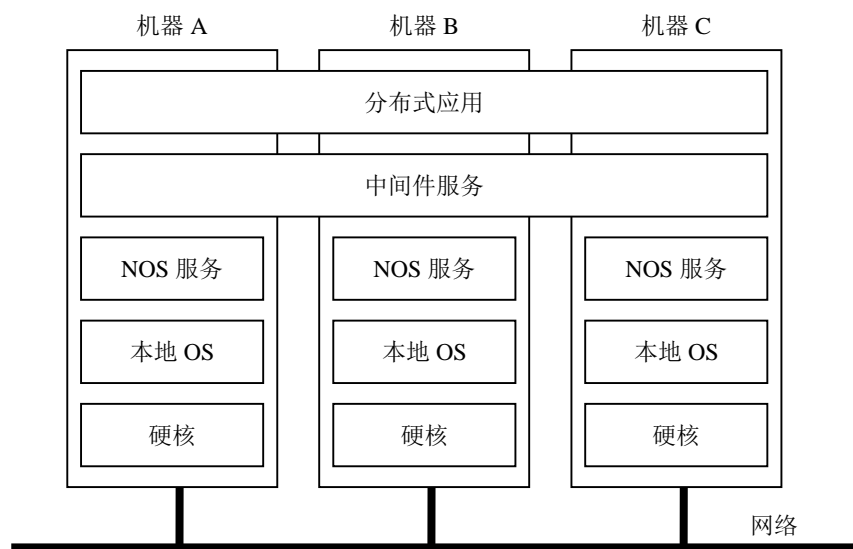 机器 A
机器 B
机器 C
分布式应用
中间件服务
NOS 服务
NOS 服务
NOS 服务
本地 OS
本地 OS
本地 OS
硬核
硬核
硬核
网络